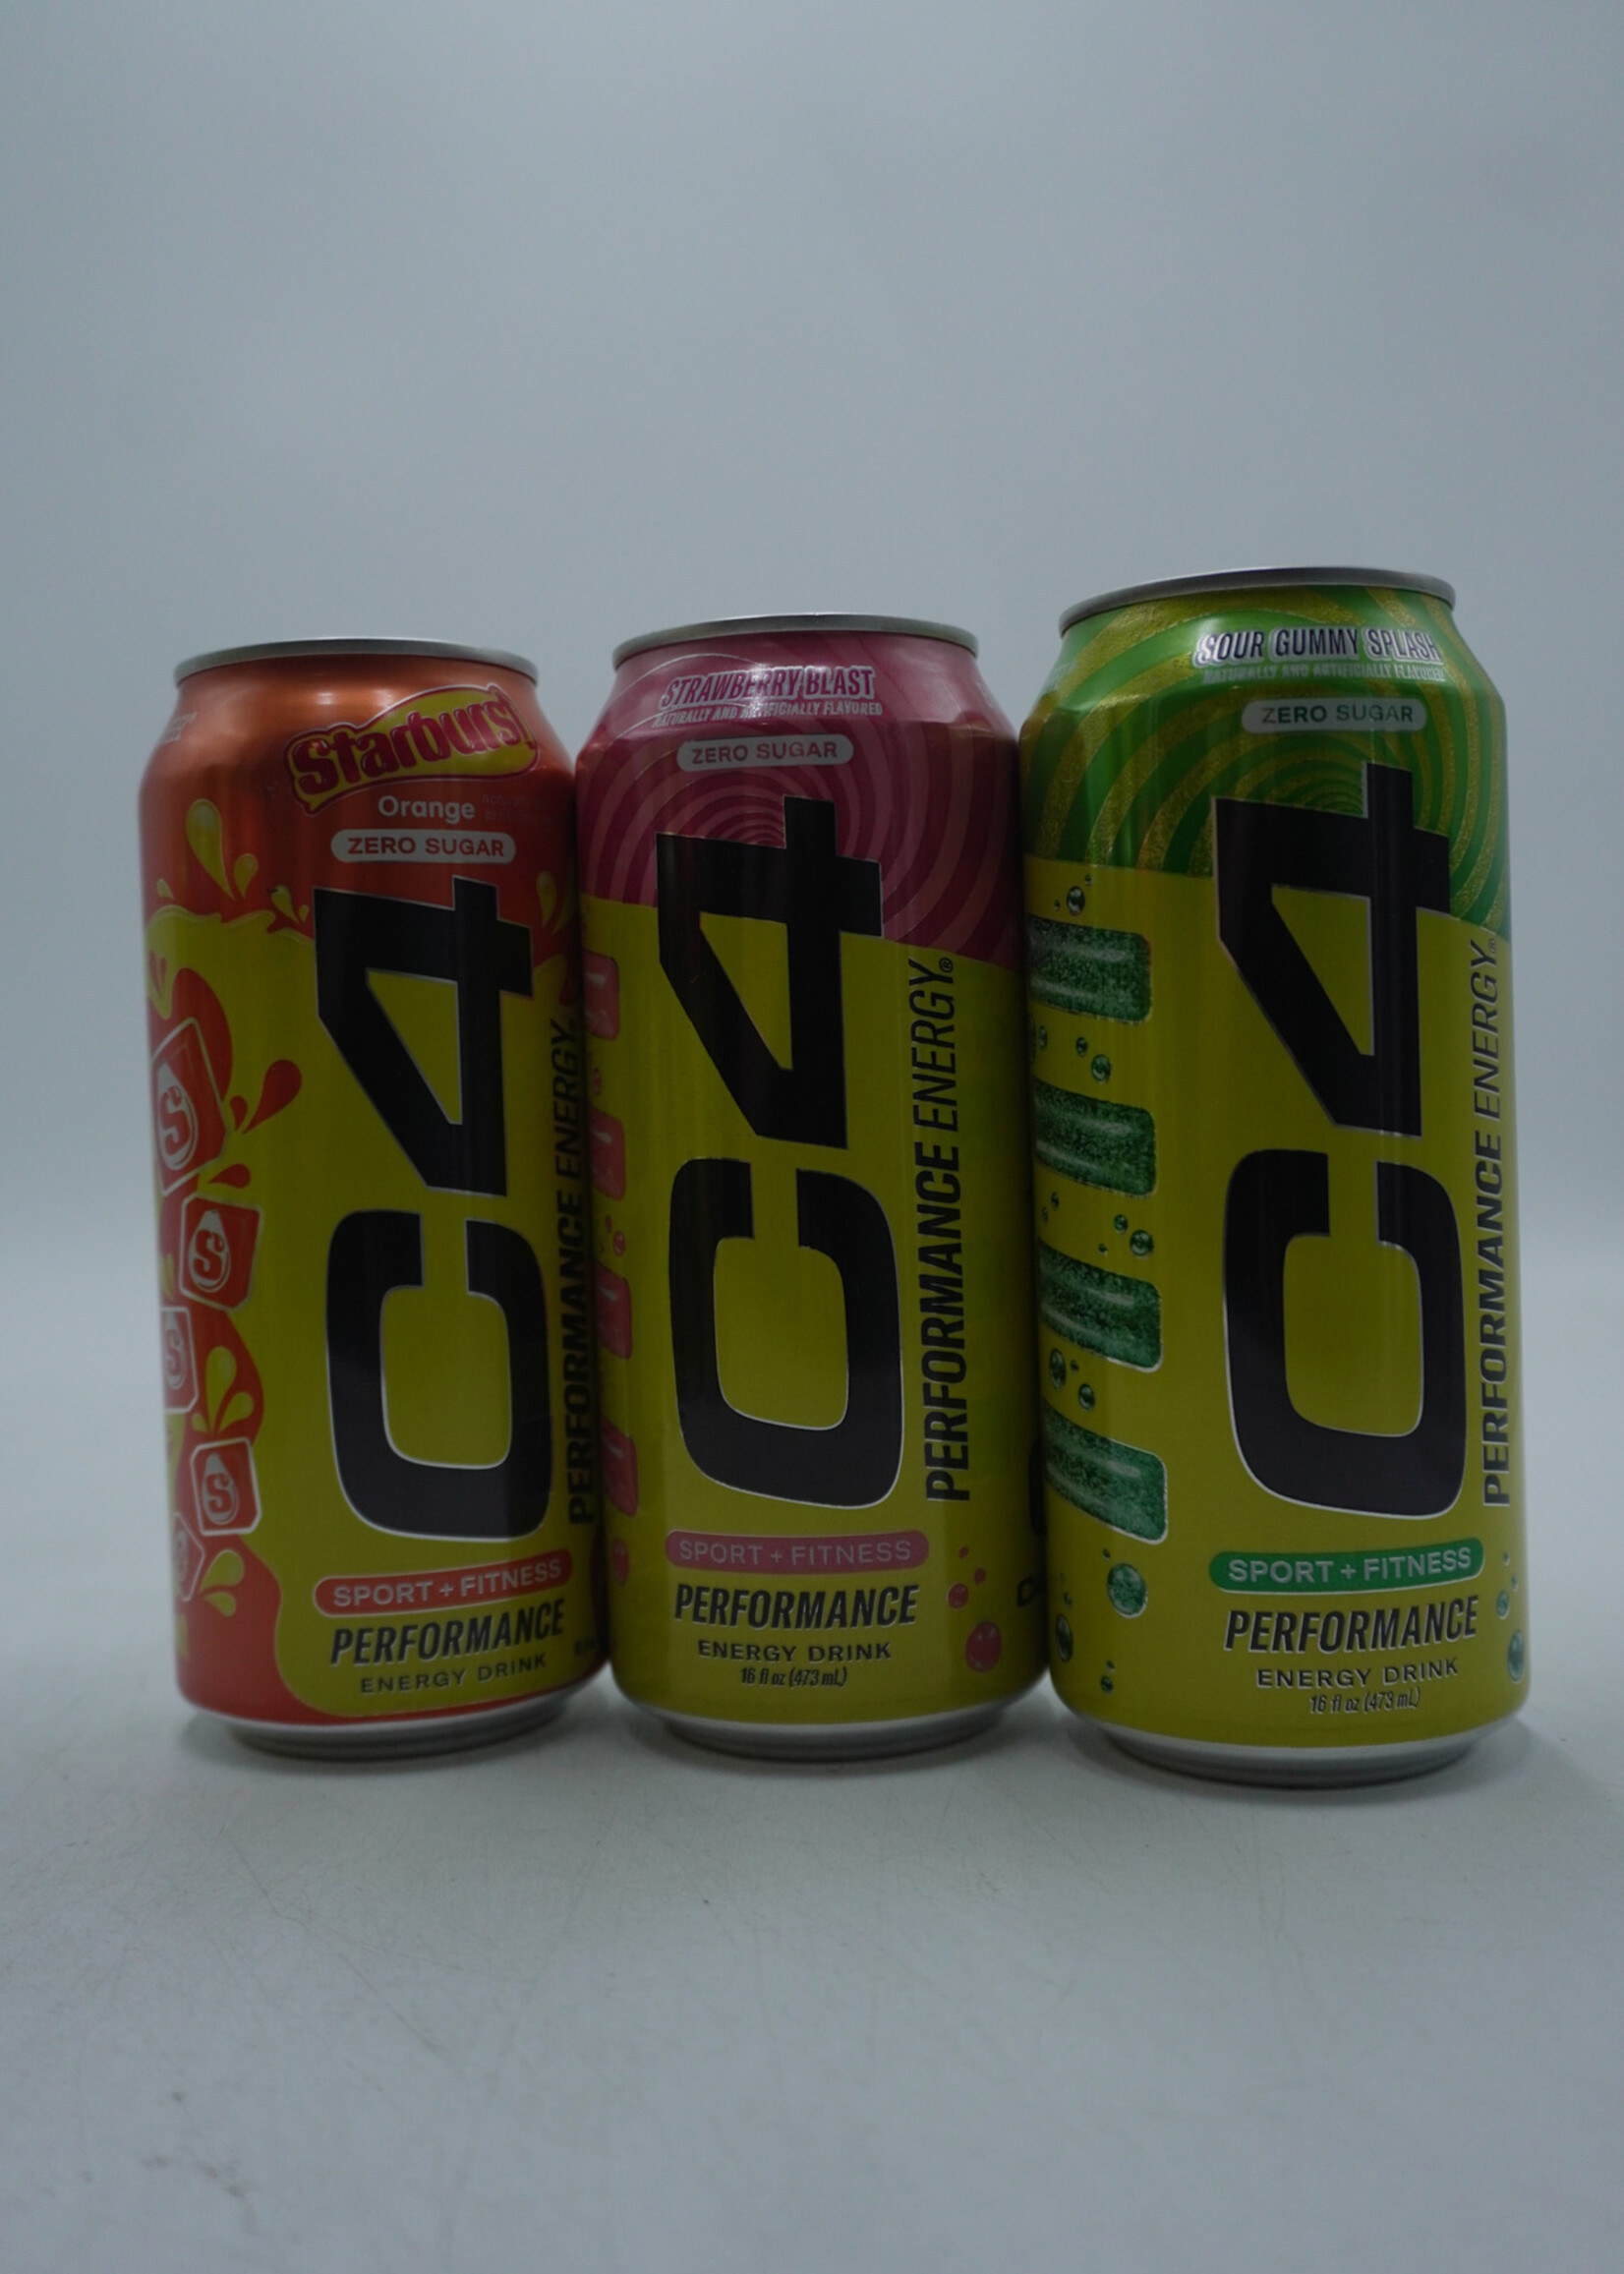 Starburst
Orange
ZERO SUGAR
C4
PERFORMANCE ENERGY
SPORT + FITNESS
PERFORMANCE
ENERGY DRINK
STRAWBERRY BLAST
NATURALLY AND ARTIFICIALLY FLAVORED
ZERO SUGAR
C4
PERFORMANCE ENERGY®
SPORT + FITNESS
PERFORMANCE
ENERGY DRINK
16 fl oz (473 mL)
SOUR GUMMY SPLASH
NATURALLY AND ARTIFICIALLY FLAVORED
ZERO SUGAR
C4
PERFORMANCE ENERGY®
SPORT + FITNESS
PERFORMANCE
ENERGY DRINK
16 fl oz (473 mL)
S
S
S
S